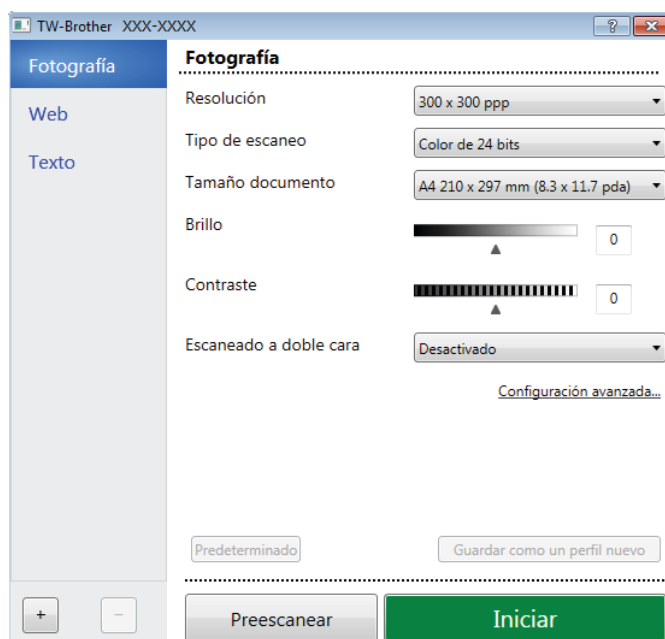 TW-Brother XXX-XXXX
Fotografía
Web
Texto
Fotografía
Resolución
300 x 300 ppp
Tipo de escaneo
Color de 24 bits
Tamaño documento
A4 210 x 297 mm (8.3 x 11.7 pda)
Brillo
0
Contraste
0
Escaneado a doble cara
Desactivado
Configuración avanzada...
Predeterminado
Guardar como un perfil nuevo
Preescanear
Iniciar